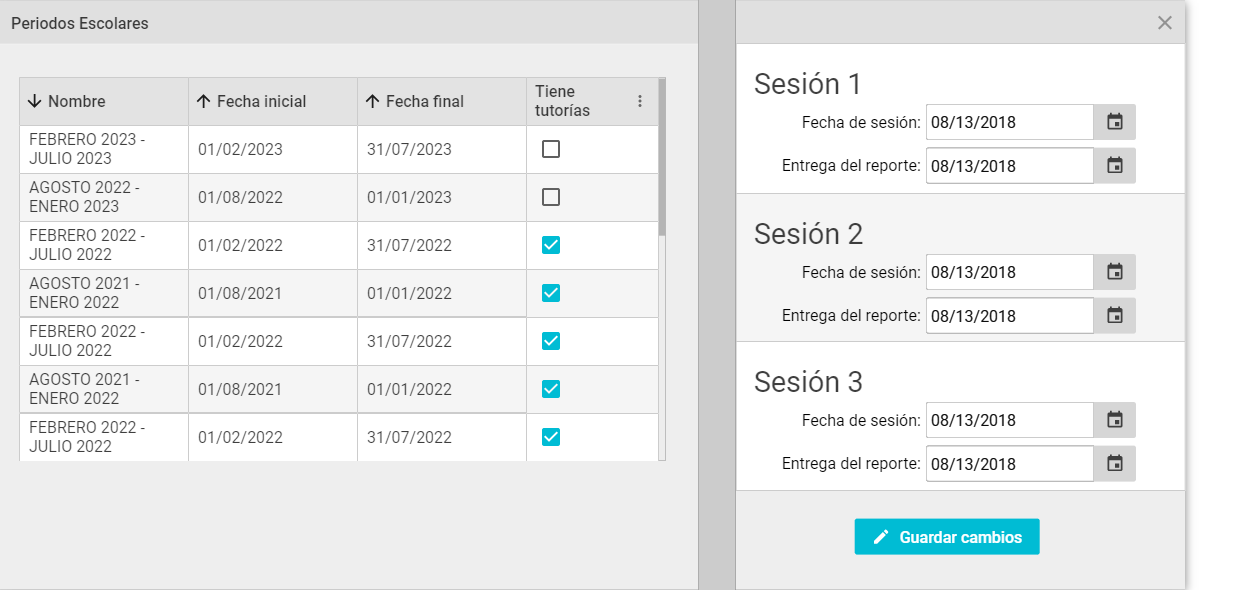 Periodos Escolares
Nombre
Fecha inicial
Fecha final
Tiene
tutorías
FEBRERO 2023 -
JULIO 2023
01/02/2023
31/07/2023
AGOSTO 2022 -
ENERO 2023
01/08/2022
01/01/2023
FEBRERO 2022 -
JULIO 2022
01/02/2022
31/07/2022
AGOSTO 2021 -
ENERO 2022
01/08/2021
01/01/2022
FEBRERO 2022 -
JULIO 2022
01/02/2022
31/07/2022
AGOSTO 2021 -
ENERO 2022
01/08/2021
01/01/2022
FEBRERO 2022 -
JULIO 2022
01/02/2022
31/07/2022
Sesión 1
Fecha de sesión: 08/13/2018
Entrega del reporte: 08/13/2018
Sesión 2
Fecha de sesión: 08/13/2018
Entrega del reporte: 08/13/2018
Sesión 3
Fecha de sesión: 08/13/2018
Entrega del reporte: 08/13/2018
Guardar cambios